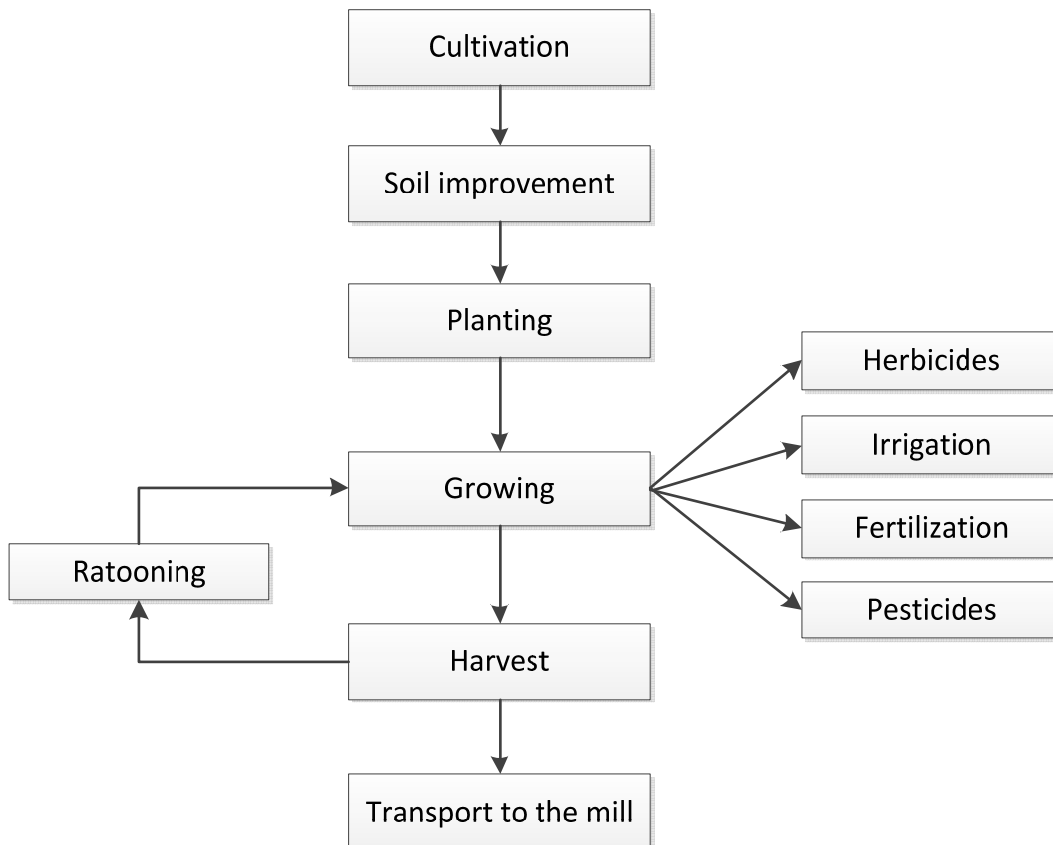 Cultivation
Soil improvement
Planting
Herbicides
Irrigation
Growing
Fertilization
Ratooning
Pesticides
Harvest
Transport to the mill